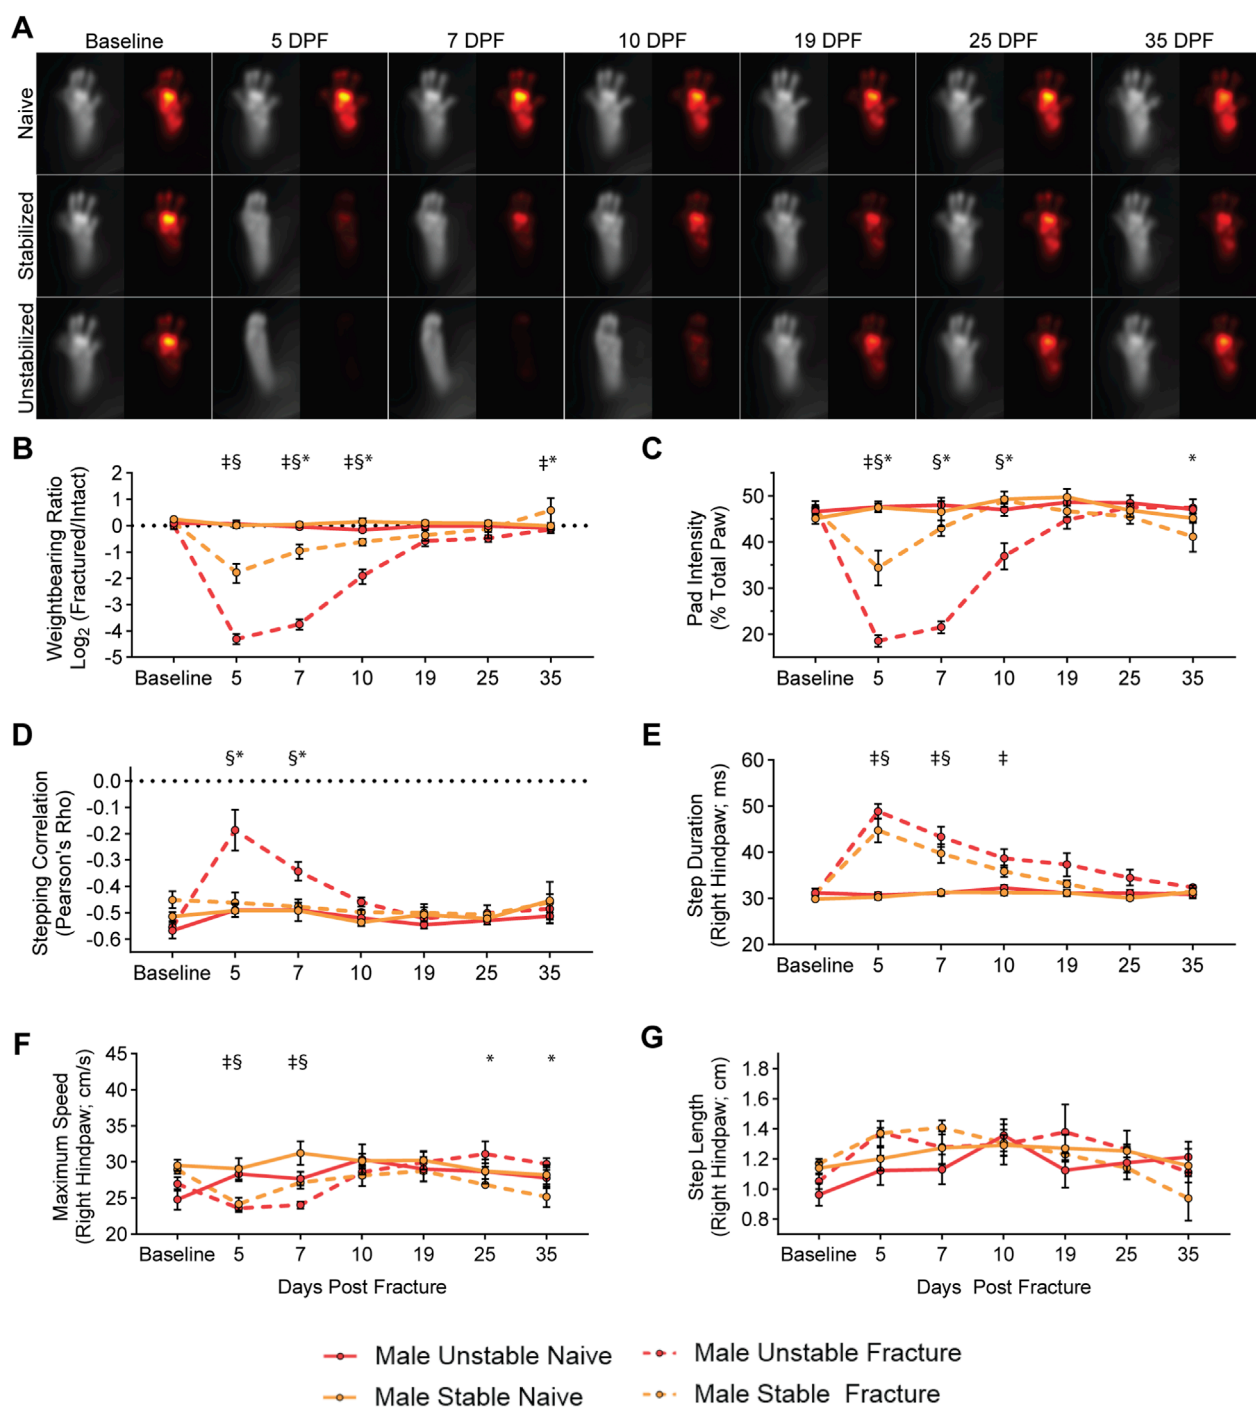 A
Baseline 5 DPF 7 DPF 10 DPF 19 DPF 25 DPF 35 DPF
Naive
Stabilized
Unstabilized
B
‡§ ‡§* ‡§* ‡*
Weightbearing Ratio
Log2 (Fractured/Intact)
2
1
0
-1
-2
-3
-4
-5
Baseline 5 7 10 19 25 35
C
‡§* §* §* *
Pad Intensity
(% Total Paw)
50
40
30
20
Baseline 5 7 10 19 25 35
D
§* §*
Stepping Correlation
(Pearson's Rho)
0.0
-0.1
-0.2
-0.3
-0.4
-0.5
-0.6
Baseline 5 7 10 19 25 35
E
‡§ ‡§ ‡
Step Duration
(Right Hindpaw; ms)
60
50
40
30
20
Baseline 5 7 10 19 25 35
F
‡§ ‡§ * *
Maximum Speed
(Right Hindpaw; cm/s)
45
40
35
30
25
20
Baseline 5 7 10 19 25 35
Days Post Fracture
G
Step Length
(Right Hindpaw; cm)
1.8
1.6
1.4
1.2
1.0
0.8
Baseline 5 7 10 19 25 35
Days Post Fracture
Male Unstable Naive Male Unstable Fracture
Male Stable Naive Male Stable Fracture